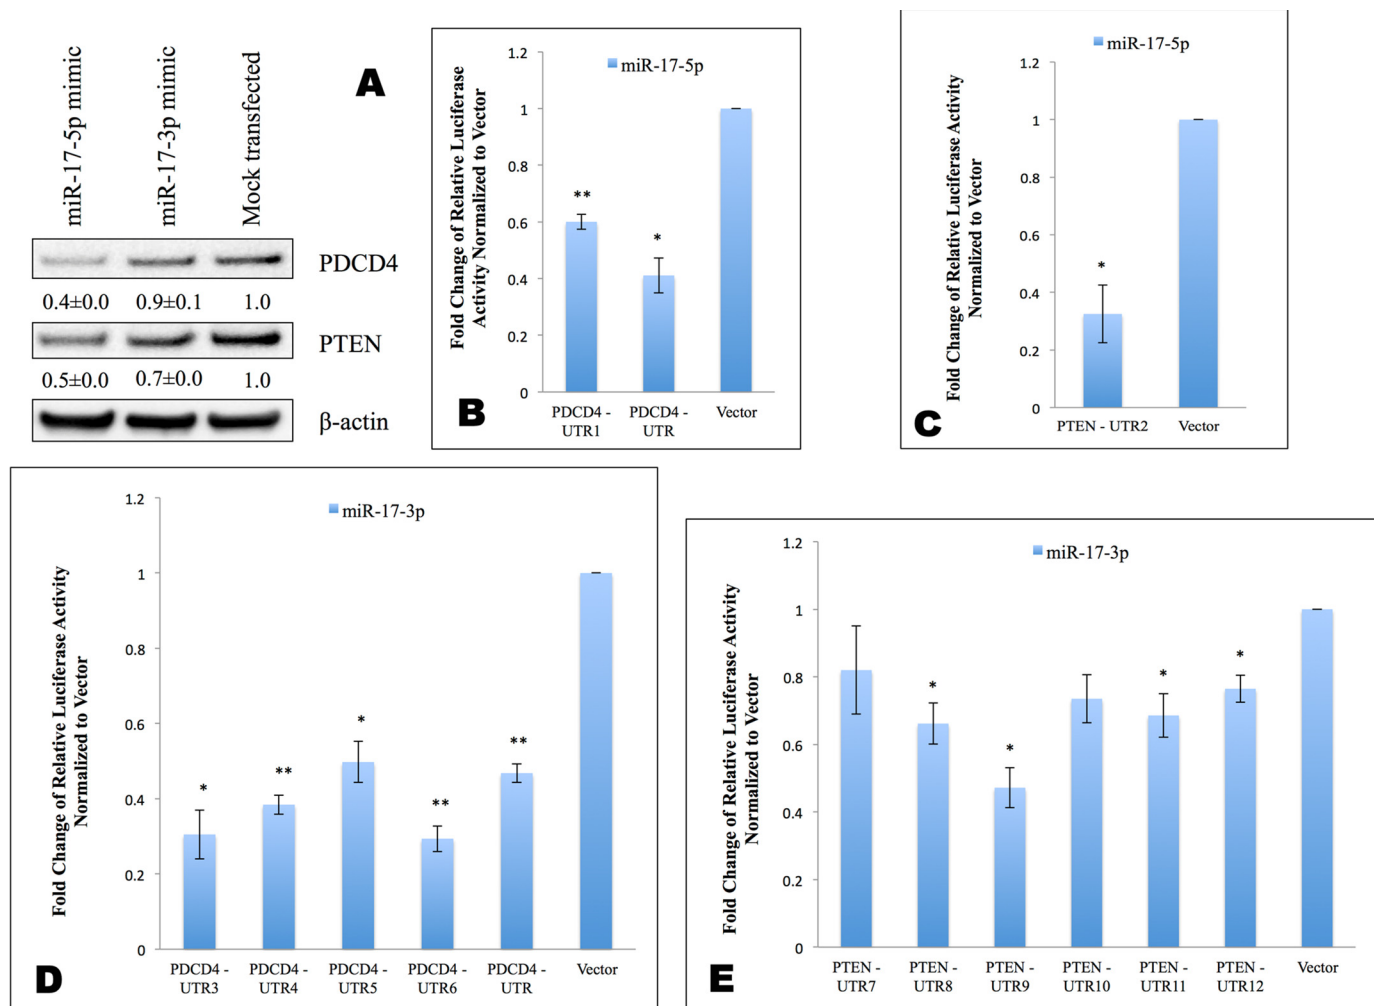 miR-17-5p mimic
miR-17-3p mimic
Mock transfected
A
PDCD4
0.4±0.0 0.9±0.1 1.0
PTEN
0.5±0.0 0.7±0.0 1.0
β-actin
Fold Change of Relative Luciferase
Activity Normalized to Vector
1.2
1
0.8
0.6
0.4
0.2
0
miR-17-5p
**
*
PDCD4 -
UTR1
PDCD4 -
UTR
Vector
B
Fold Change of Relative Luciferase Activity
Normalized to Vector
1.2
1
0.8
0.6
0.4
0.2
0
miR-17-5p
*
PTEN - UTR2
Vector
C
Fold Change of Relative Luciferase Activity
Normalized to Vector
1.2
1
0.8
0.6
0.4
0.2
0
miR-17-3p
*
**
*
**
**
PDCD4 -
UTR3
PDCD4 -
UTR4
PDCD4 -
UTR5
PDCD4 -
UTR6
PDCD4 -
UTR
Vector
D
Fold Change of Relative Luciferase Activity
Normalized to Vector
1.2
1
0.8
0.6
0.4
0.2
0
miR-17-3p
*
*
*
*
PTEN -
UTR7
PTEN -
UTR8
PTEN -
UTR9
PTEN -
UTR10
PTEN -
UTR11
PTEN -
UTR12
Vector
E